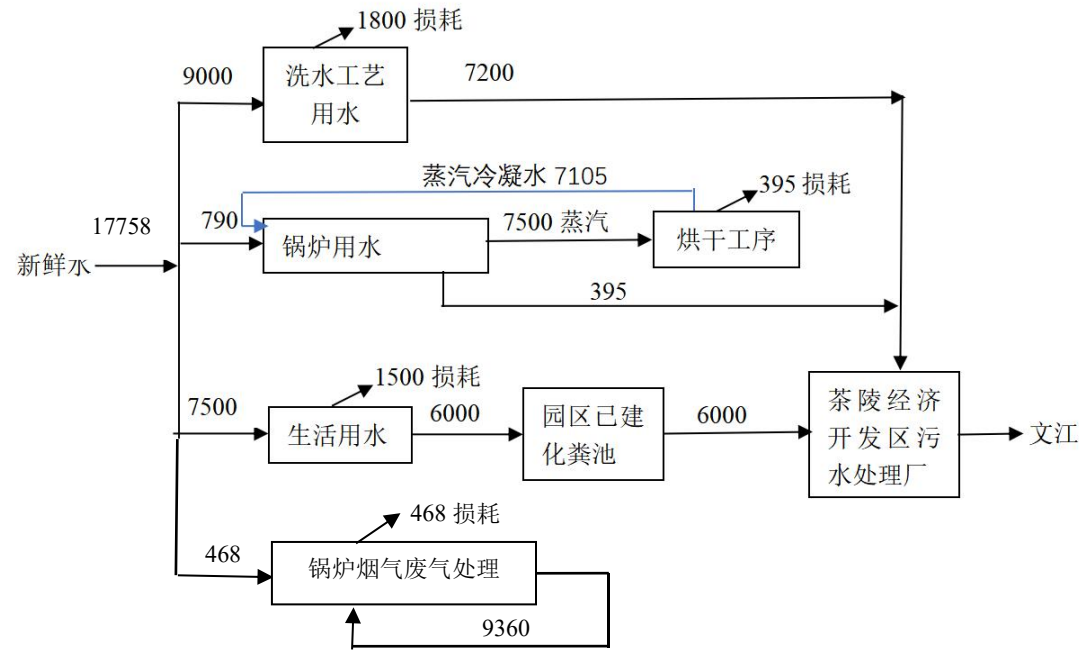 1800 损耗
9000
洗水工艺
用水
7200
蒸汽冷凝水 7105
395 损耗
17758
790
锅炉用水
7500 蒸汽
烘干工序
新鲜水
395
7500
1500 损耗
生活用水
6000
园区已建
化粪池
6000
茶陵经济
开发区污
水处理厂
文江
468
468 损耗
锅炉烟气废气处理
9360